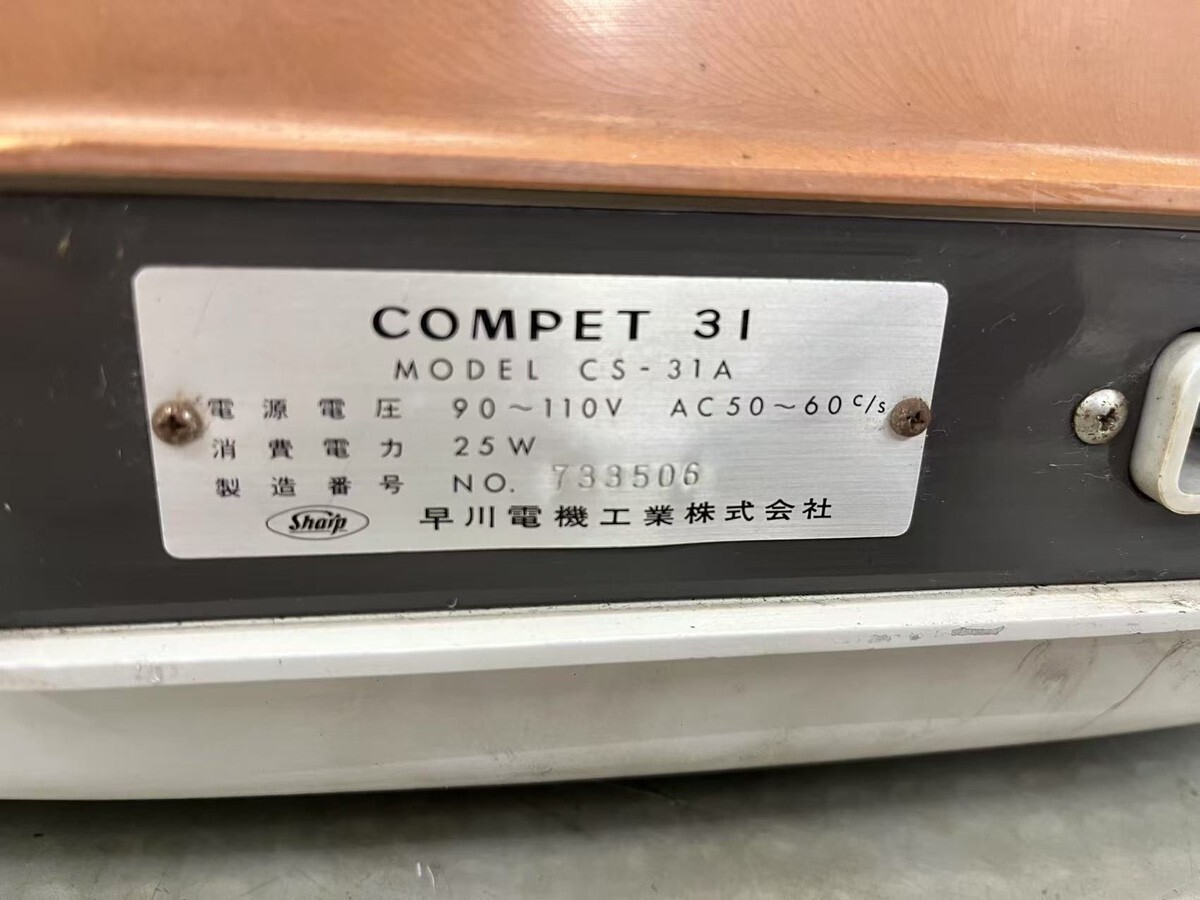 COMPET 31
MODEL CS-31A
電源電圧 90~110V AC50~60c/s
消費電力 25W
製造番号 NO. 733506
Sharp 早川電機工業株式会社